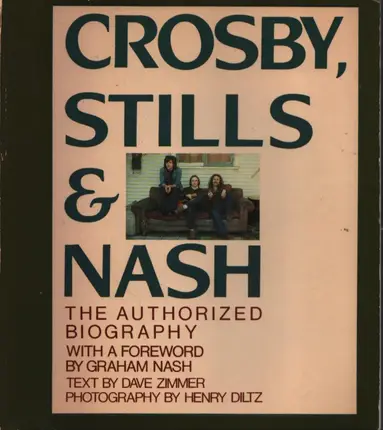 CROSBY,
STILLS
&
NASH
THE AUTHORIZED
BIOGRAPHY
WITH A FOREWORD
BY GRAHAM NASH
TEXT BY DAVE ZIMMER
PHOTOGRAPHY BY HENRY DILTZ